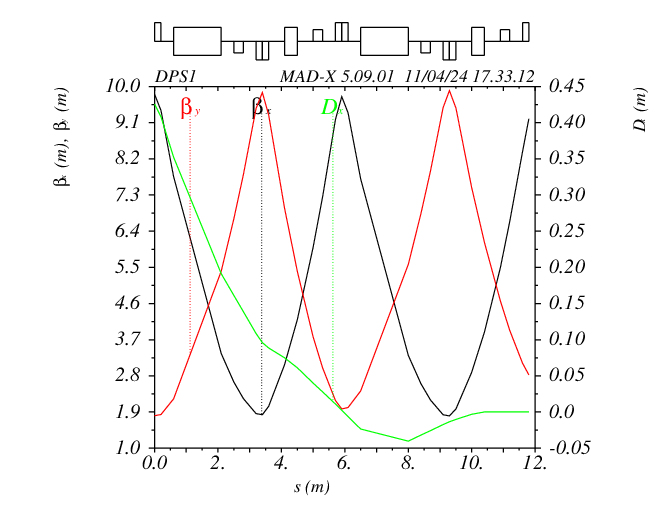 DPS1 MAD-X 5.09.01 11/04/24 17.33.12
10.0 0.45
βy βx Dx
9.1 0.40
8.2 0.35
7.3 0.30
6.4 0.25
5.5 0.20
4.6 0.15
3.7 0.10
2.8 0.05
1.9 0.0
1.0 -0.05
0.0 2. 4. 6. 8. 10. 12.
s (m)
βx (m), βy (m)
D (m)